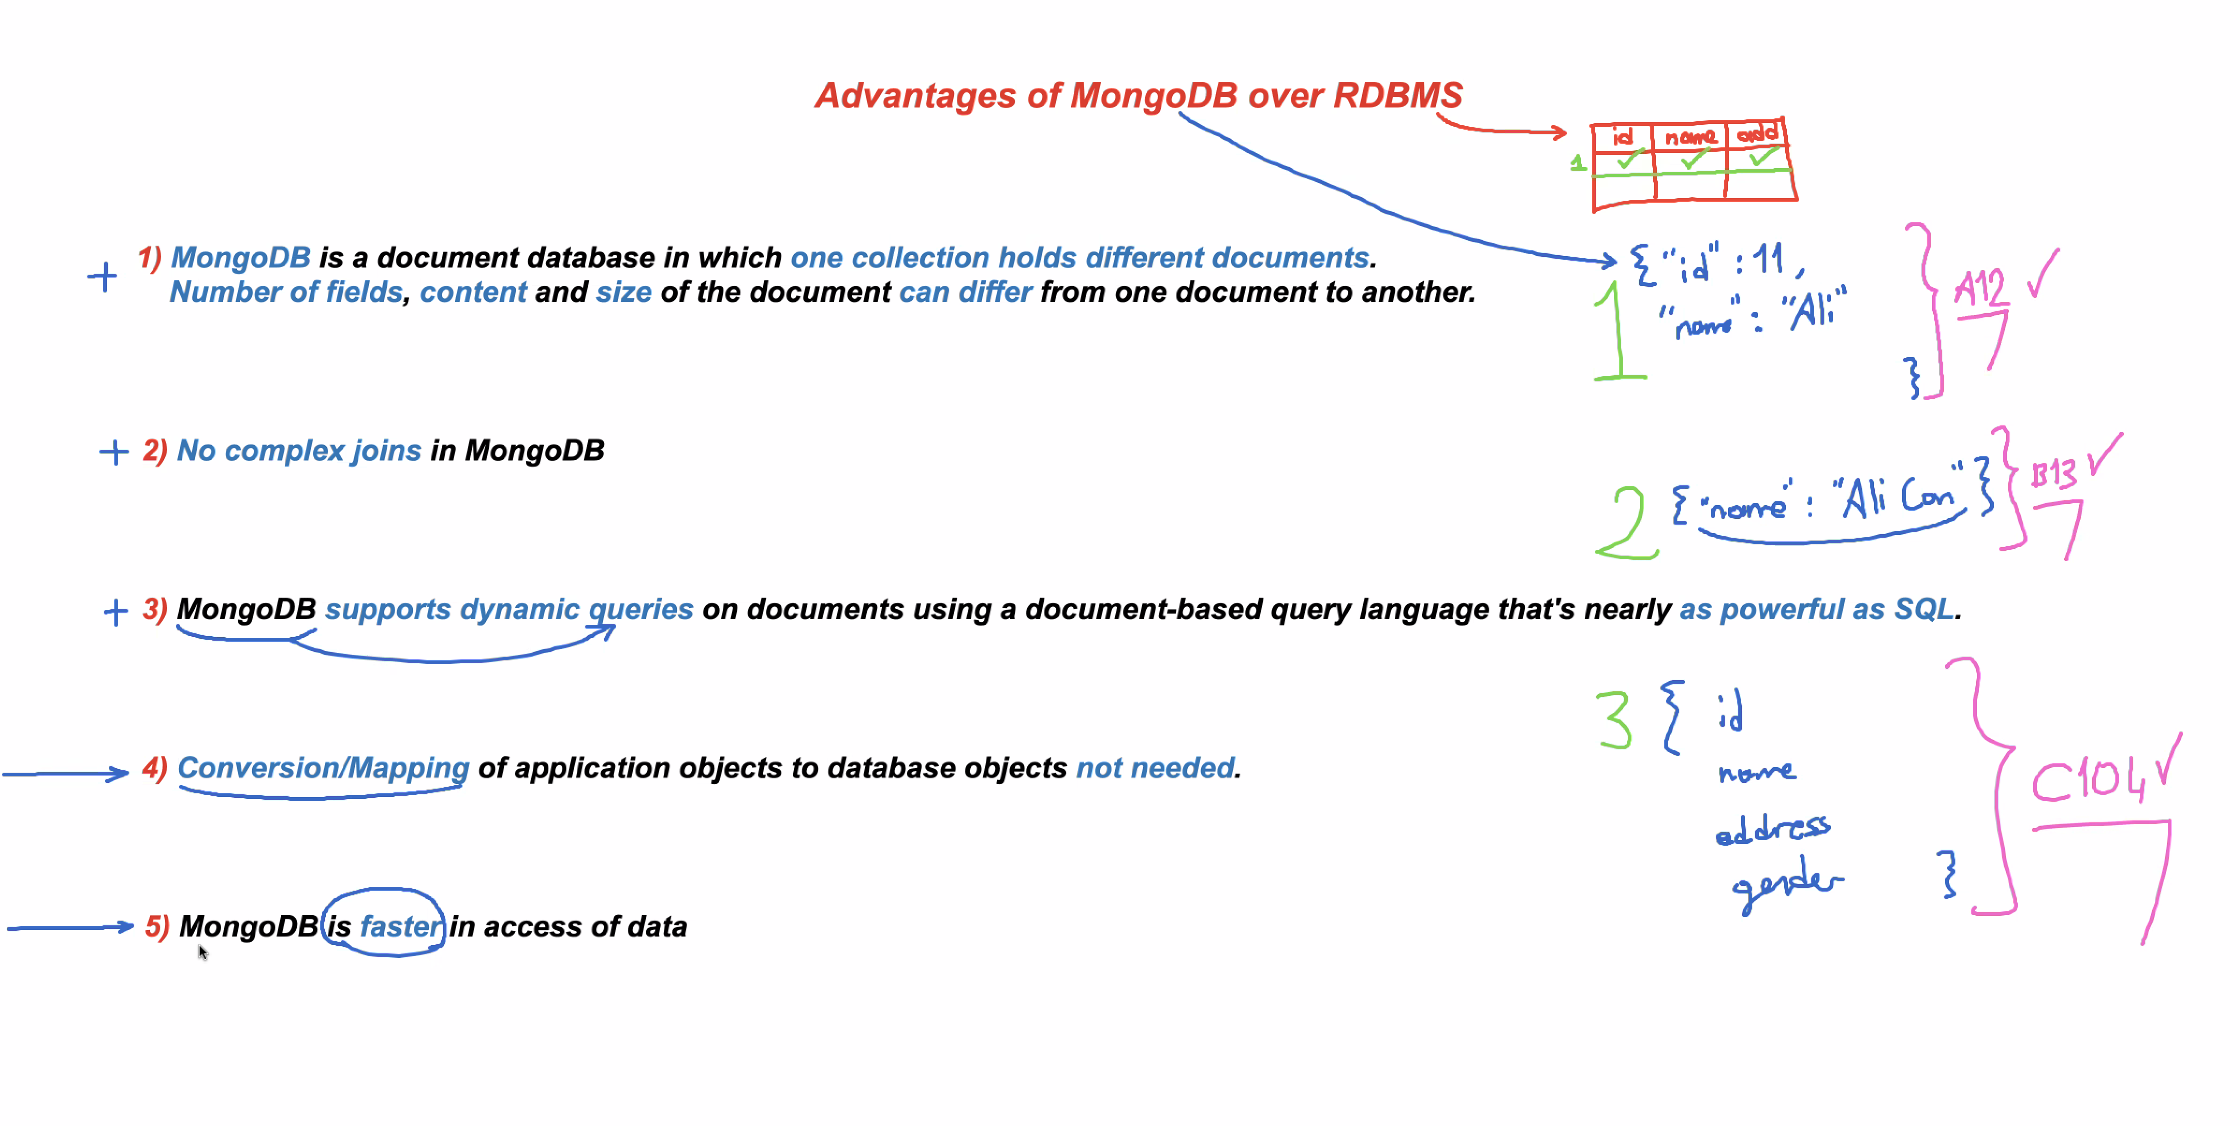 Advantages of MongoDB over RDBMS
id name add
1
+ 1) MongoDB is a document database in which one collection holds different documents.
Number of fields, content and size of the document can differ from one document to another.
1 {"id" : 11,
"name" : "Ali"
}
A12
+ 2) No complex joins in MongoDB
2 {"name" : "Ali Can"}
B13
+ 3) MongoDB supports dynamic queries on documents using a document-based query language that's nearly as powerful as SQL.
3 { id
name
address
gender }
C104
4) Conversion/Mapping of application objects to database objects not needed.
5) MongoDB is faster in access of data